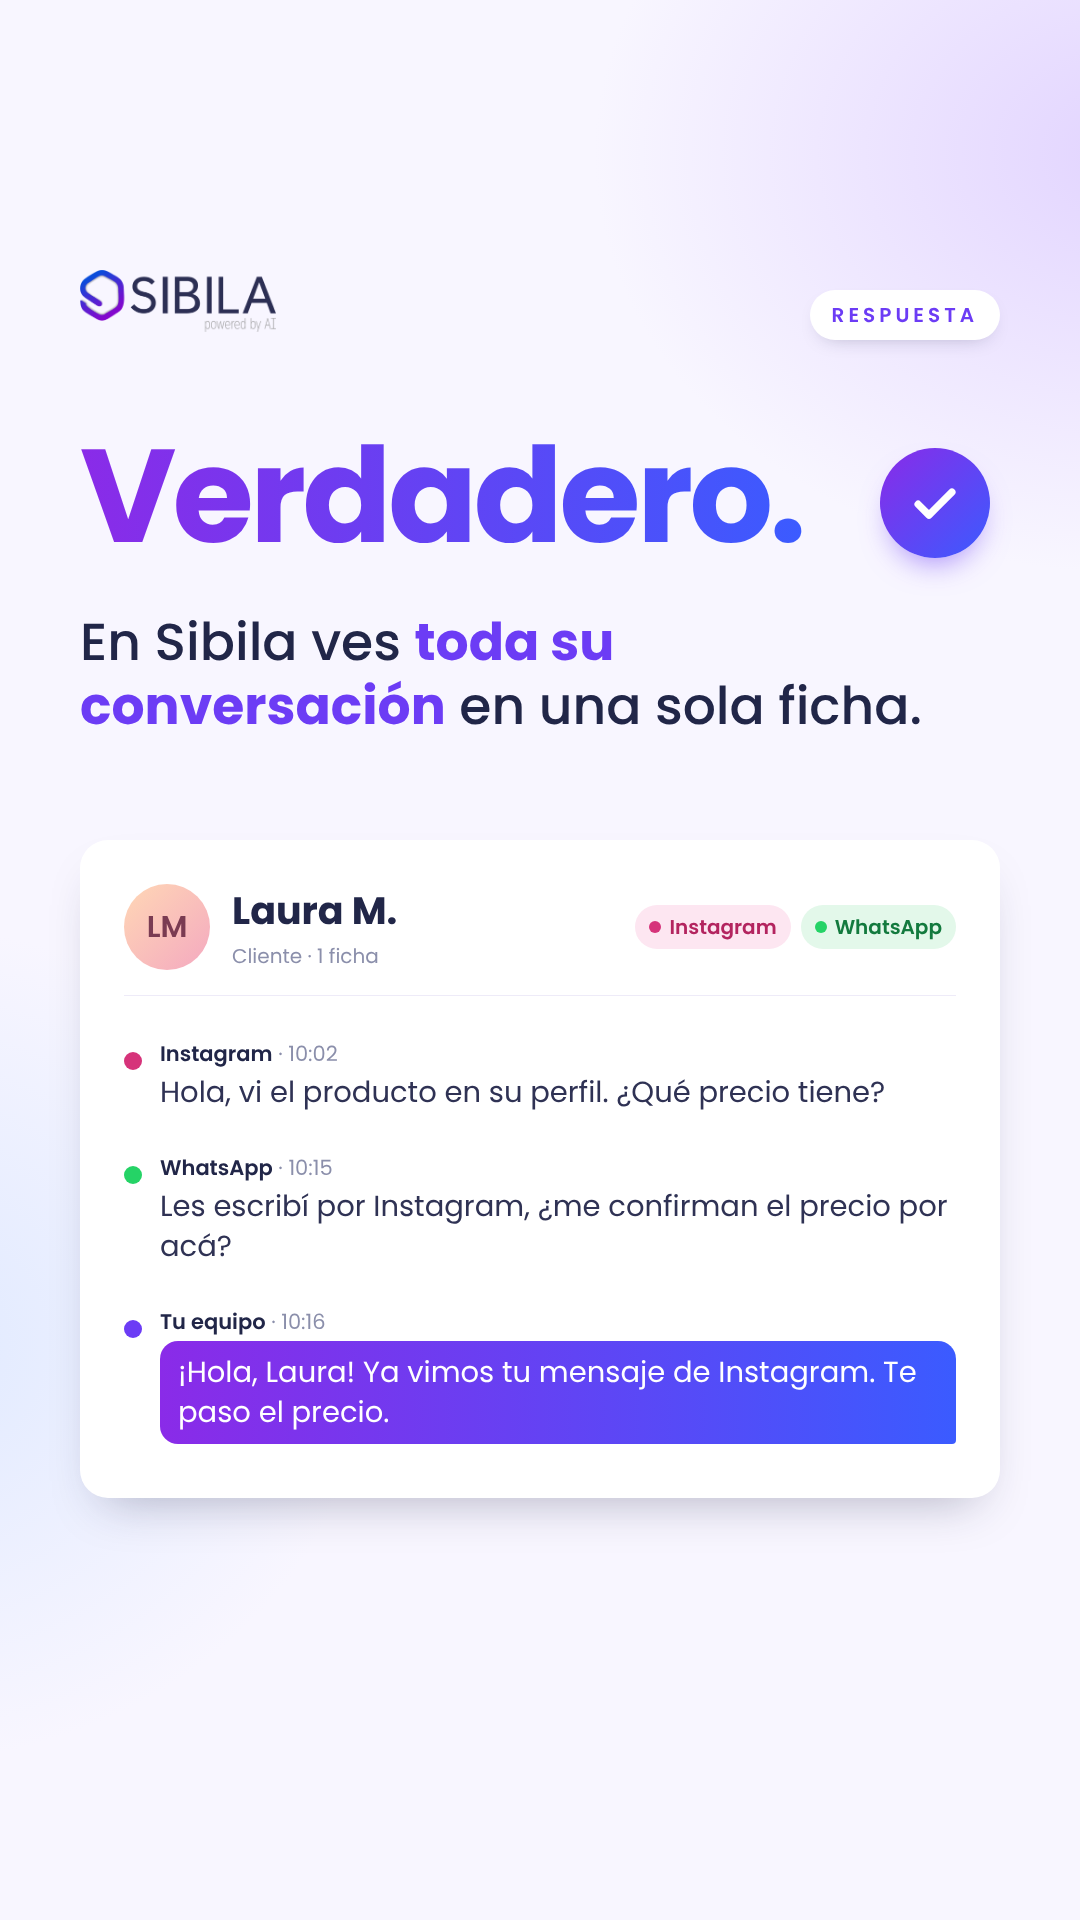 SIBILA
powered by AI
RESPUESTA
Verdadero.
En Sibila ves toda su
conversación en una sola ficha.
LM
Laura M.
Cliente · 1 ficha
Instagram
WhatsApp
Instagram · 10:02
Hola, vi el producto en su perfil. ¿Qué precio tiene?
WhatsApp · 10:15
Les escribí por Instagram, ¿me confirman el precio por
acá?
Tu equipo · 10:16
¡Hola, Laura! Ya vimos tu mensaje de Instagram. Te
paso el precio.